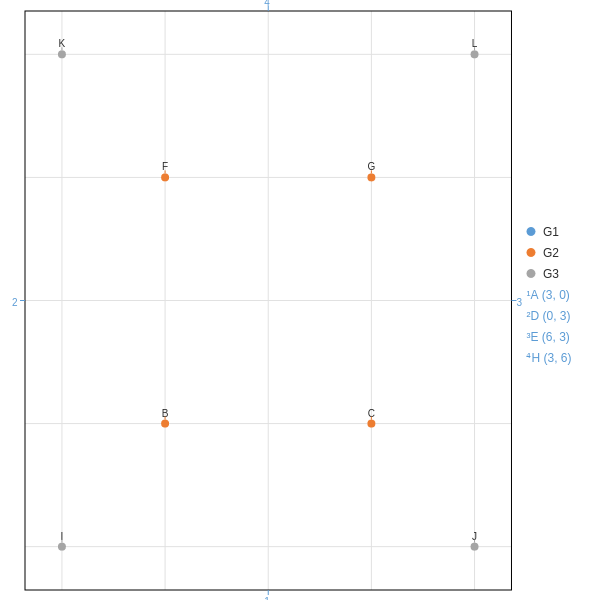 4
K L
F G
2 3
B C
I J
1
G1
G2
G3
¹A (3, 0)
²D (0, 3)
³E (6, 3)
⁴H (3, 6)